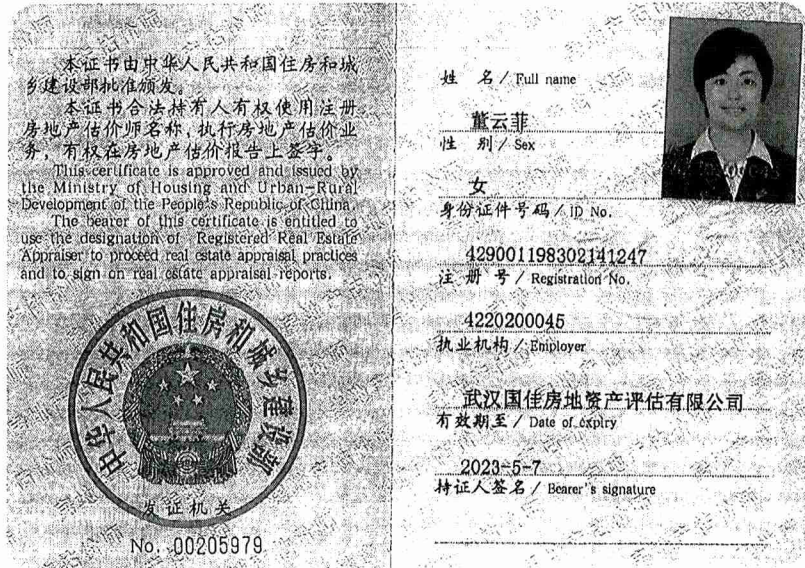 本证书由中华人民共和国住房和城
乡建设部批准颁发。
本证书合法持有人有权使用注册
房地产估价师名称，执行房地产估价业
务，有权在房地产估价报告上签字。
This certificate is approved and issued by
the Ministry of Housing and Urban-Rural
Development of the People's Republic of China.
The bearer of this certificate is entitled to
use the designation of Registered Real Estate
Appraiser to proceed real estate appraisal practices
and to sign on real estate appraisal reports.
中华人民共和国住房和城乡建设部
发证机关
No. 00205979
姓 名 / Full name
董云菲
性 别 / Sex
女
身份证件号码 / ID No.
429001198302141247
注 册 号 / Registration No.
4220200045
执业机构 / Employer
武汉国佳房地资产评估有限公司
有效期至 / Date of expiry
2023-5-7
持证人签名 / Bearer's signature